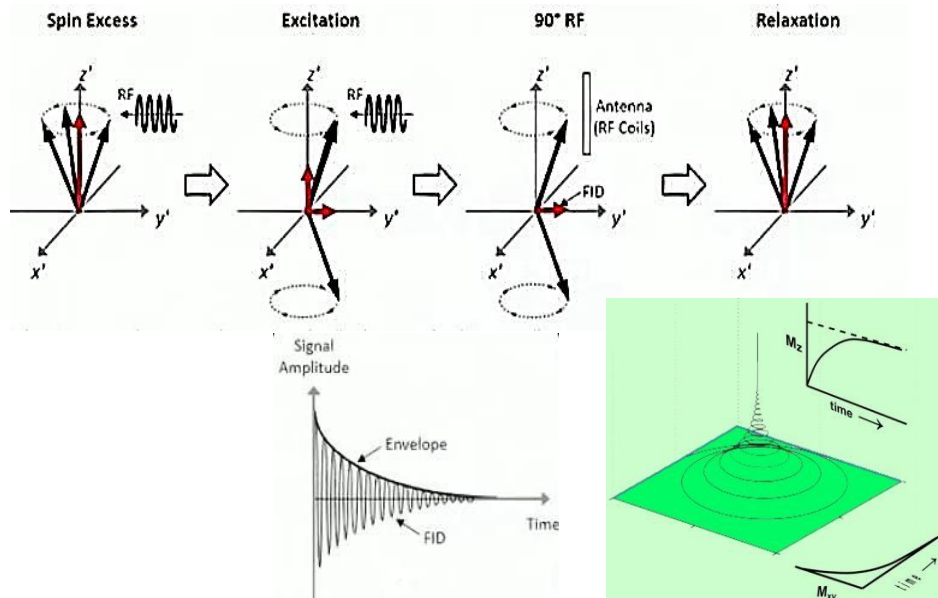 Spin Excess
Excitation
90° RF
Relaxation
z'
RF
y'
x'
z'
RF
y'
x'
z'
Antenna
(RF Coils)
FID
y'
x'
z'
y'
x'
Signal
Amplitude
Envelope
FID
Time
Mz
time
Mxy
time